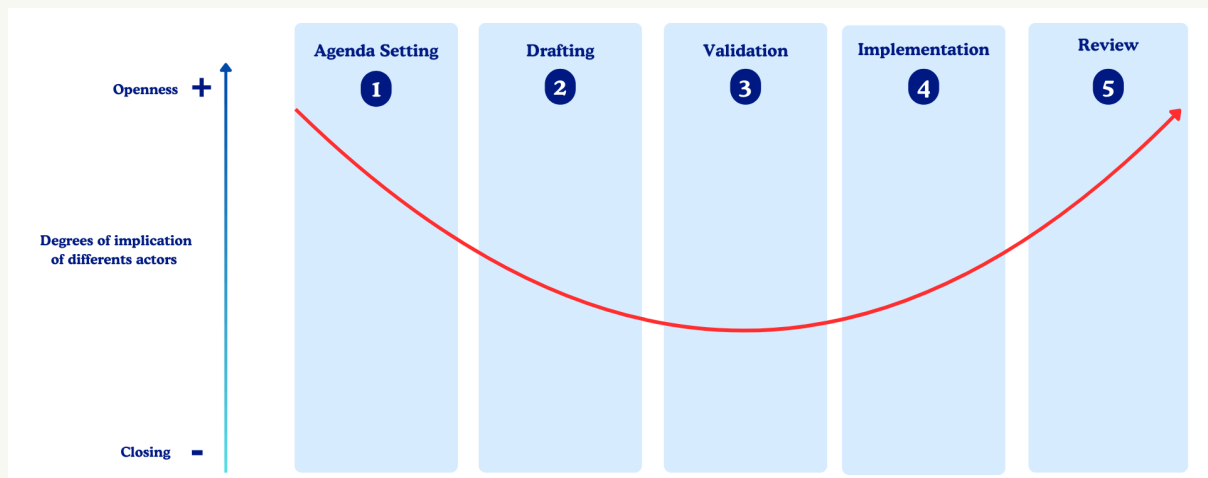 Agenda Setting
1
Drafting
2
Validation
3
Implementation
4
Review
5
Openness +
Degrees of implication
of differents actors
Closing -